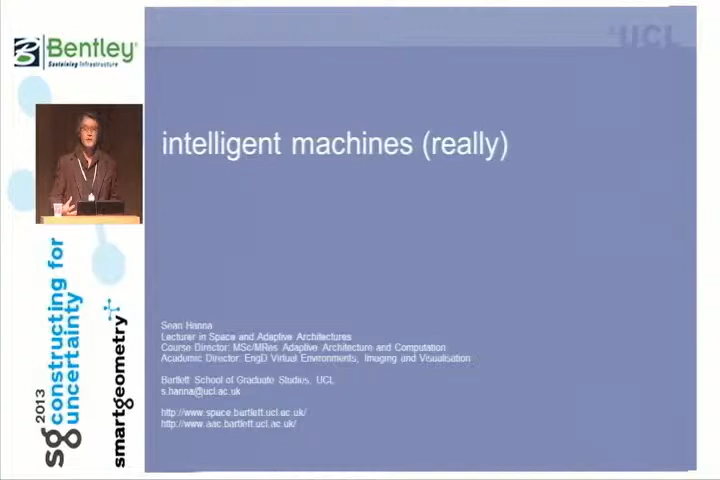 UCL
Bentley
Sustaining Infrastructure
intelligent machines (really)
Sean Hanna
Lecturer in Space and Adaptive Architectures
Course Director: MSc/MRes Adaptive Architecture and Computation
Academic Director: EngD Virtual Environments, Imaging and Visualisation
Bartlett School of Graduate Studies, UCL
s.hanna@ucl.ac.uk
http://www.space.bartlett.ucl.ac.uk/
http://www.aac.bartlett.ucl.ac.uk/
sg2013
constructing for
uncertainty
smartgeometry